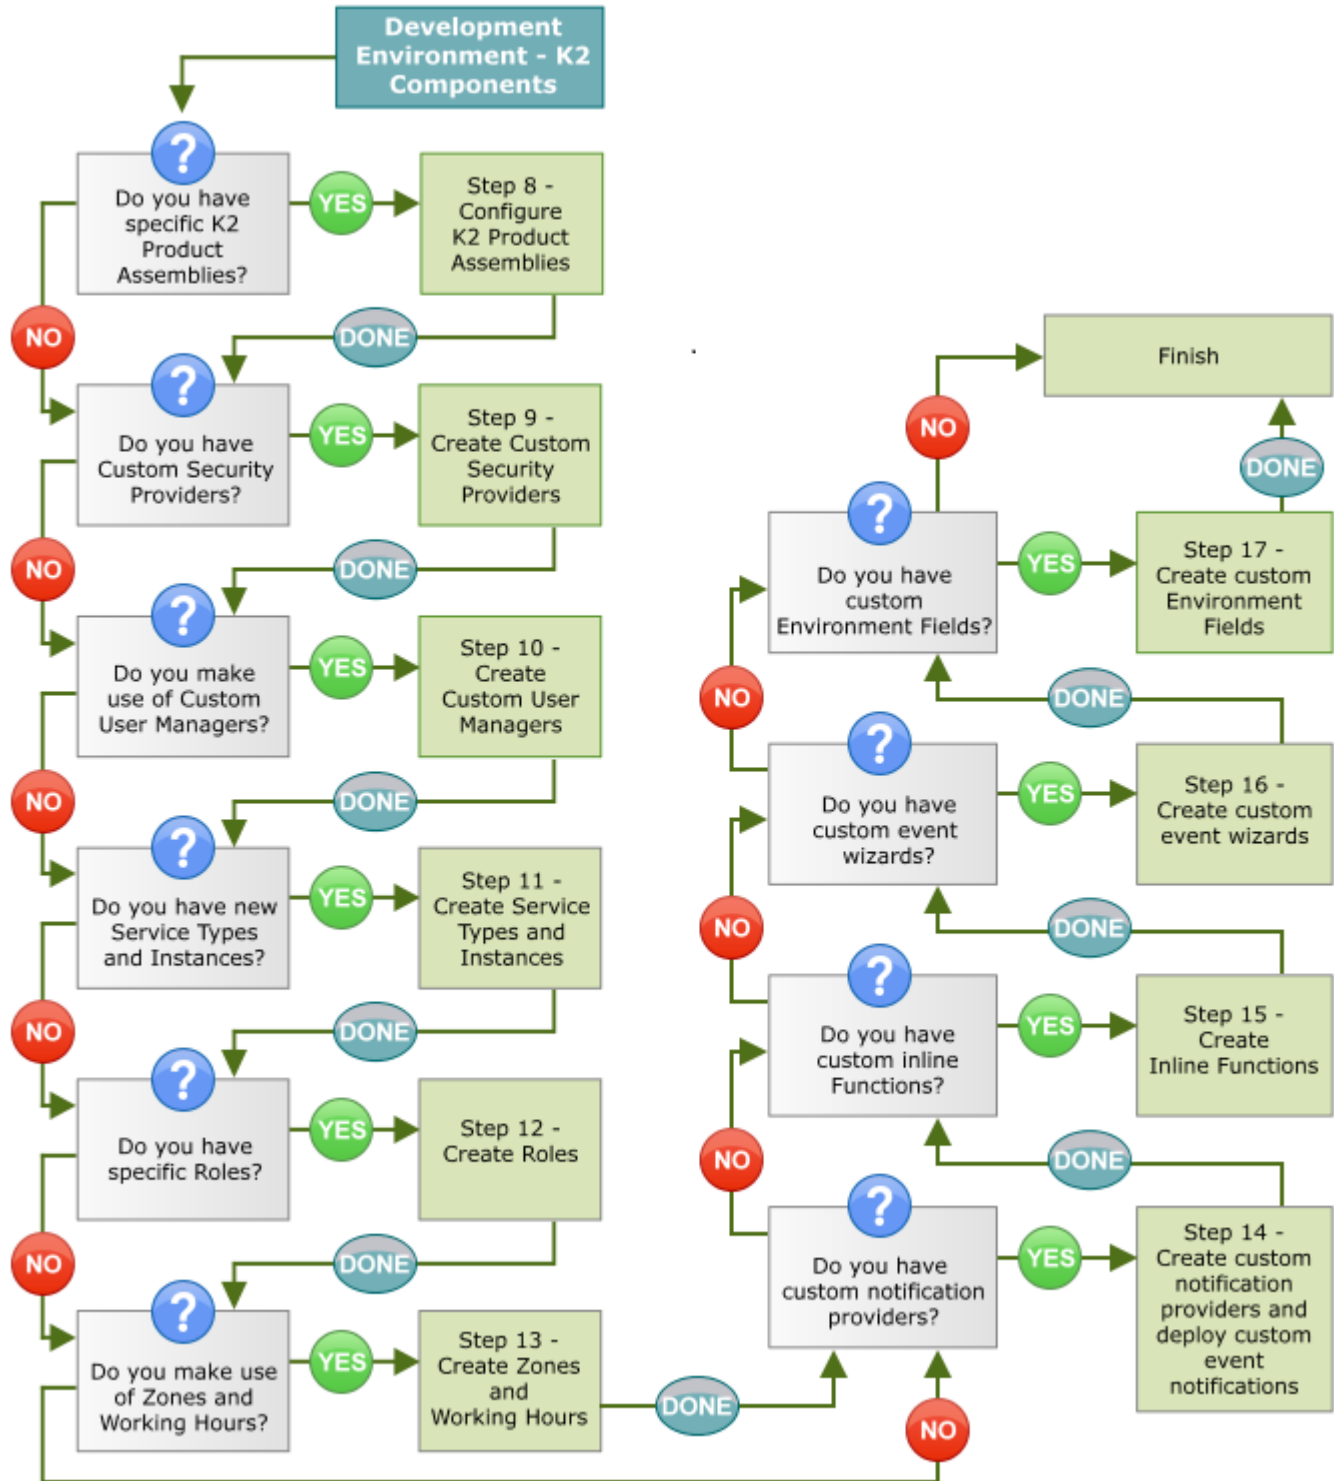 Development
Environment - K2
Components
?
Do you have
specific K2
Product
Assemblies?
YES
Step 8 -
Configure
K2 Product
Assemblies
NO
DONE
?
Do you have
Custom Security
Providers?
YES
Step 9 -
Create Custom
Security
Providers
NO
DONE
?
Do you make
use of Custom
User Managers?
YES
Step 10 -
Create
Custom User
Managers
NO
DONE
?
Do you have new
Service Types
and Instances?
YES
Step 11 -
Create Service
Types and
Instances
NO
DONE
?
Do you have
specific Roles?
YES
Step 12 -
Create Roles
NO
DONE
?
Do you make use
of Zones and
Working Hours?
YES
Step 13 -
Create Zones
and
Working Hours
DONE
NO
?
Do you have
custom notification
providers?
YES
Step 14 -
Create custom
notification
providers and
deploy custom
event
notifications
NO
DONE
?
Do you have
custom inline
Functions?
YES
Step 15 -
Create
Inline Functions
NO
DONE
?
Do you have
custom event
wizards?
YES
Step 16 -
Create custom
event wizards
NO
DONE
?
Do you have
custom
Environment Fields?
YES
Step 17 -
Create custom
Environment
Fields
NO
DONE
Finish